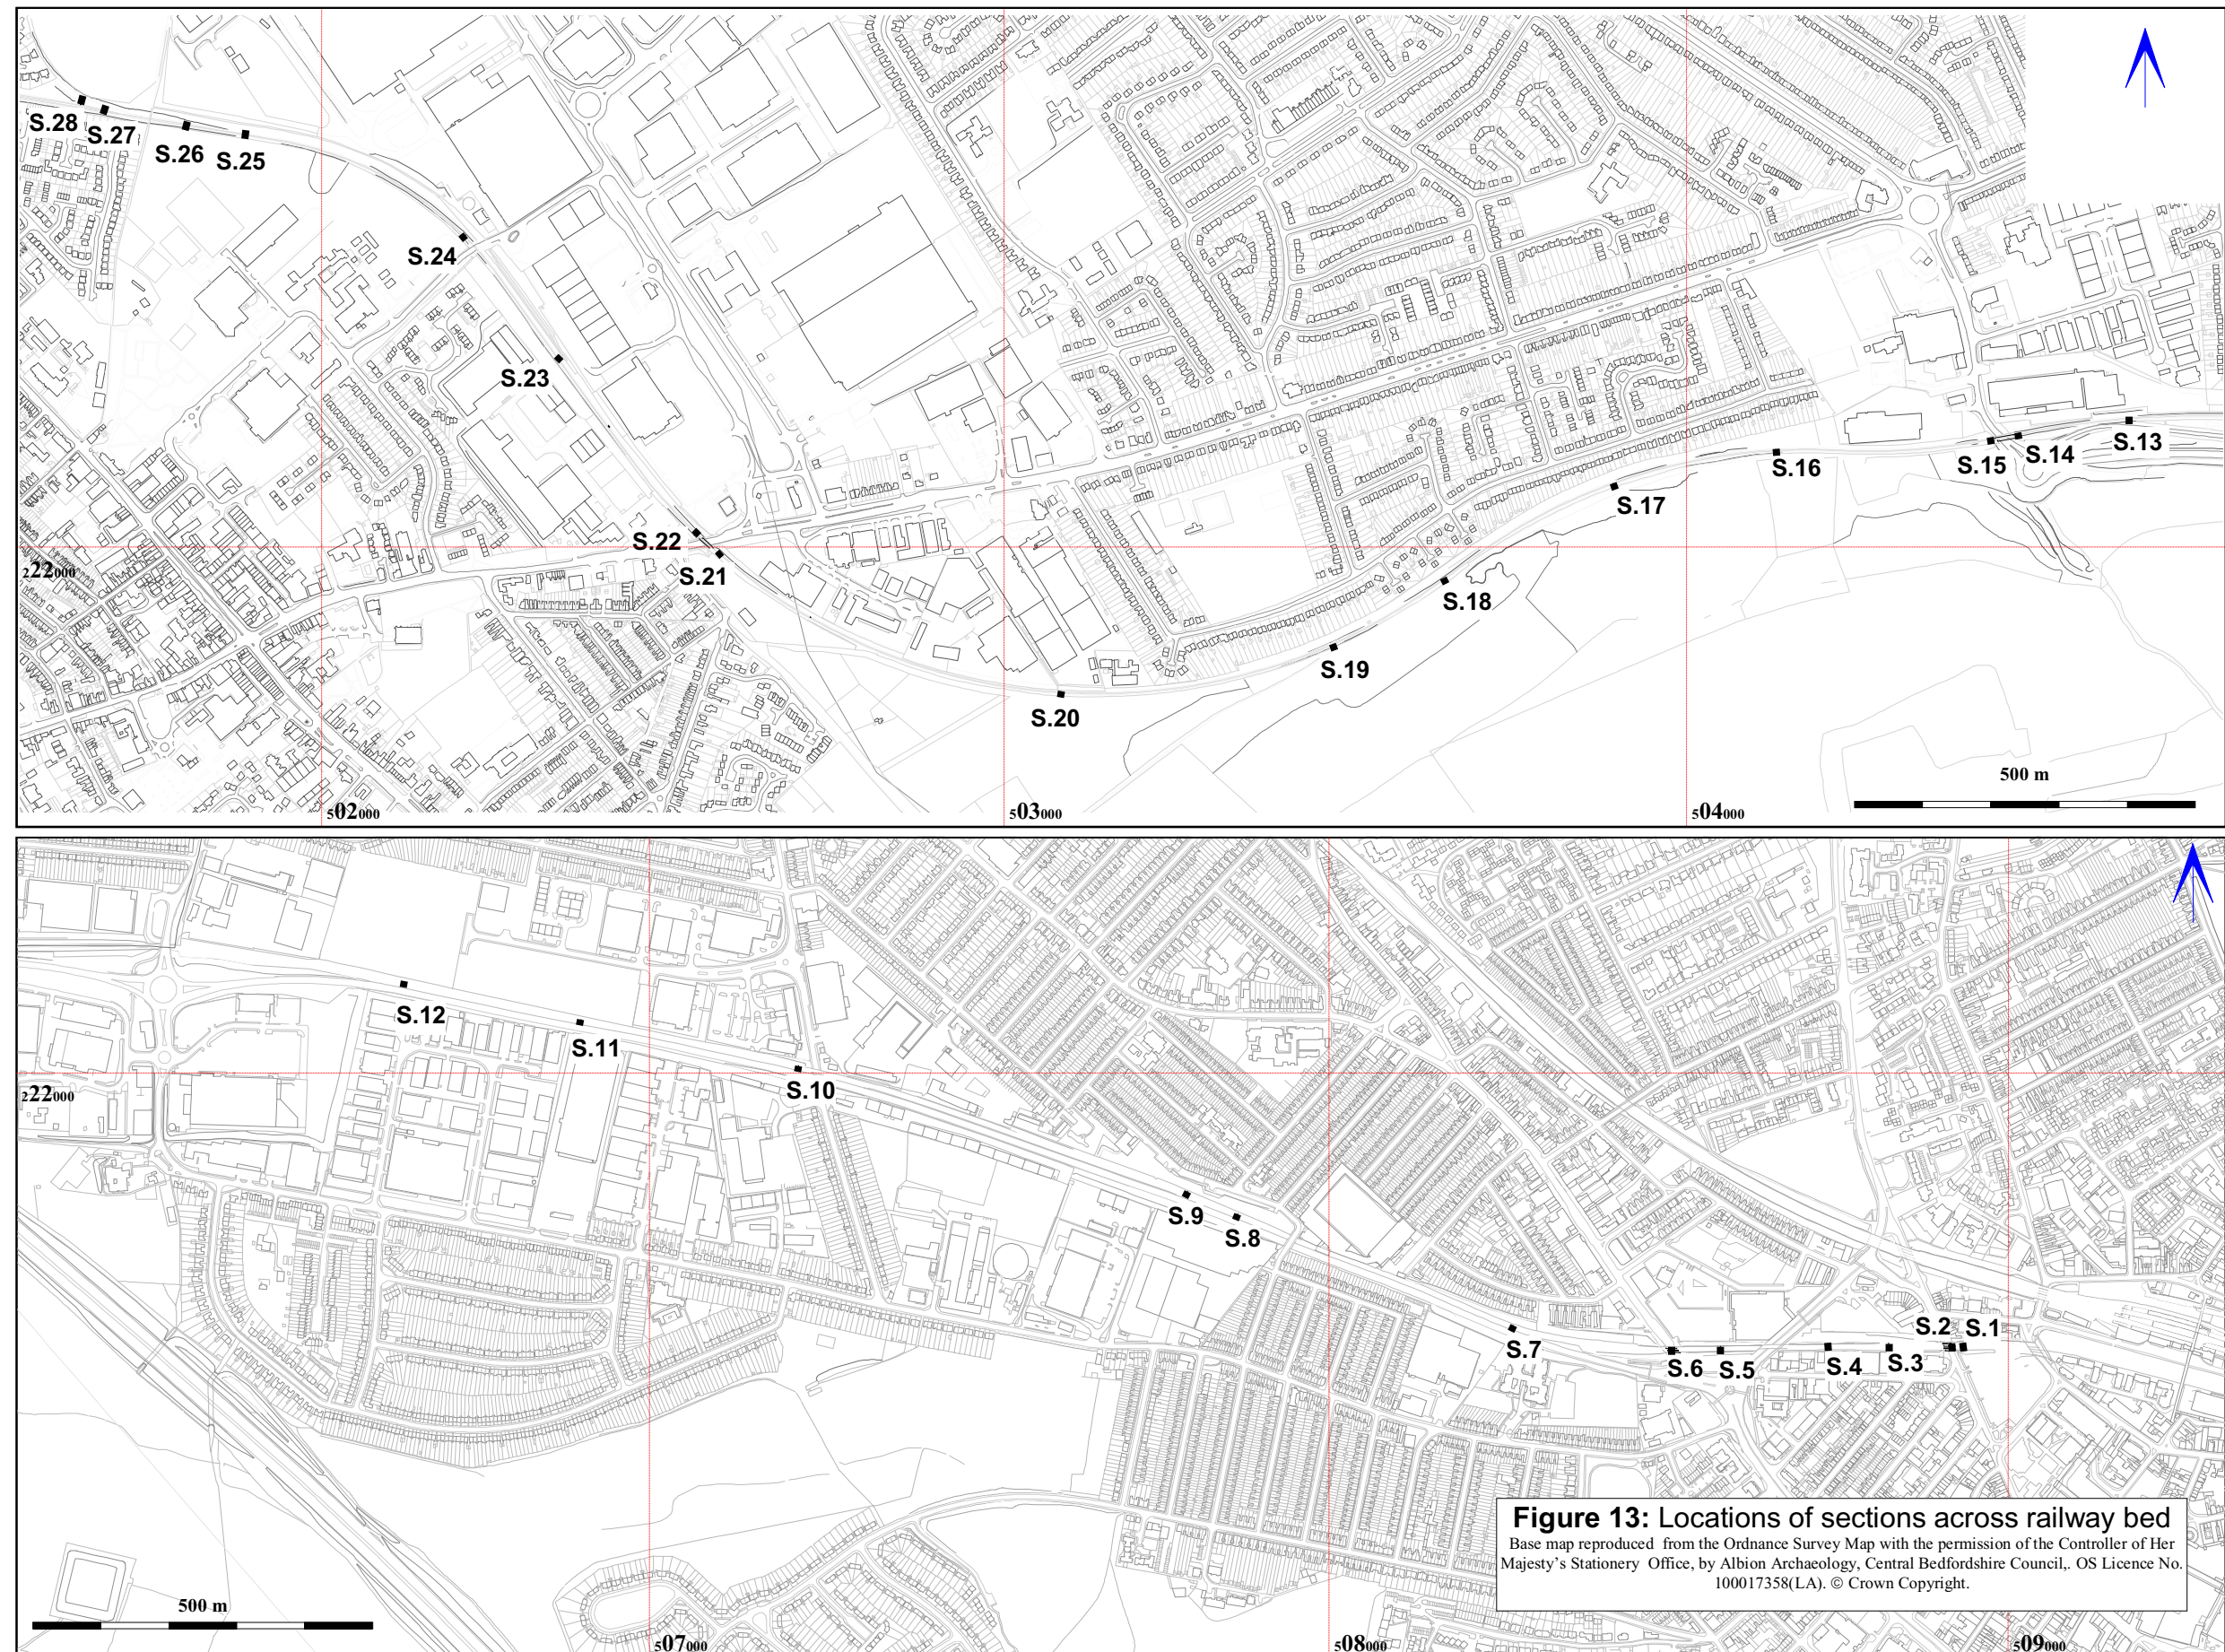 S.28
S.27
S.26
S.25
S.24
S.23
S.22
S.21
S.20
S.19
S.18
S.17
S.16
S.15
S.14
S.13
222000
502000
503000
504000
500 m
S.12
S.11
S.10
S.9
S.8
S.7
S.6
S.5
S.4
S.3
S.2
S.1
222000
500 m
507000
508000
509000
Figure 13: Locations of sections across railway bed
Base map reproduced from the Ordnance Survey Map with the permission of the Controller of Her
Majesty's Stationery Office, by Albion Archaeology, Central Bedfordshire Council,. OS Licence No.
100017358(LA). © Crown Copyright.